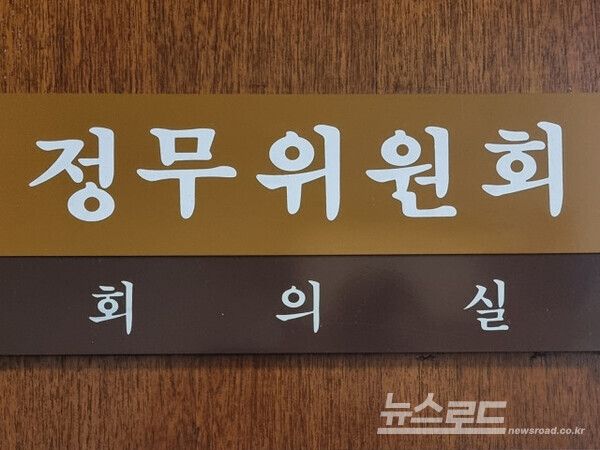 정무위원회
회 의 실
뉴스로드
newsroad.co.kr